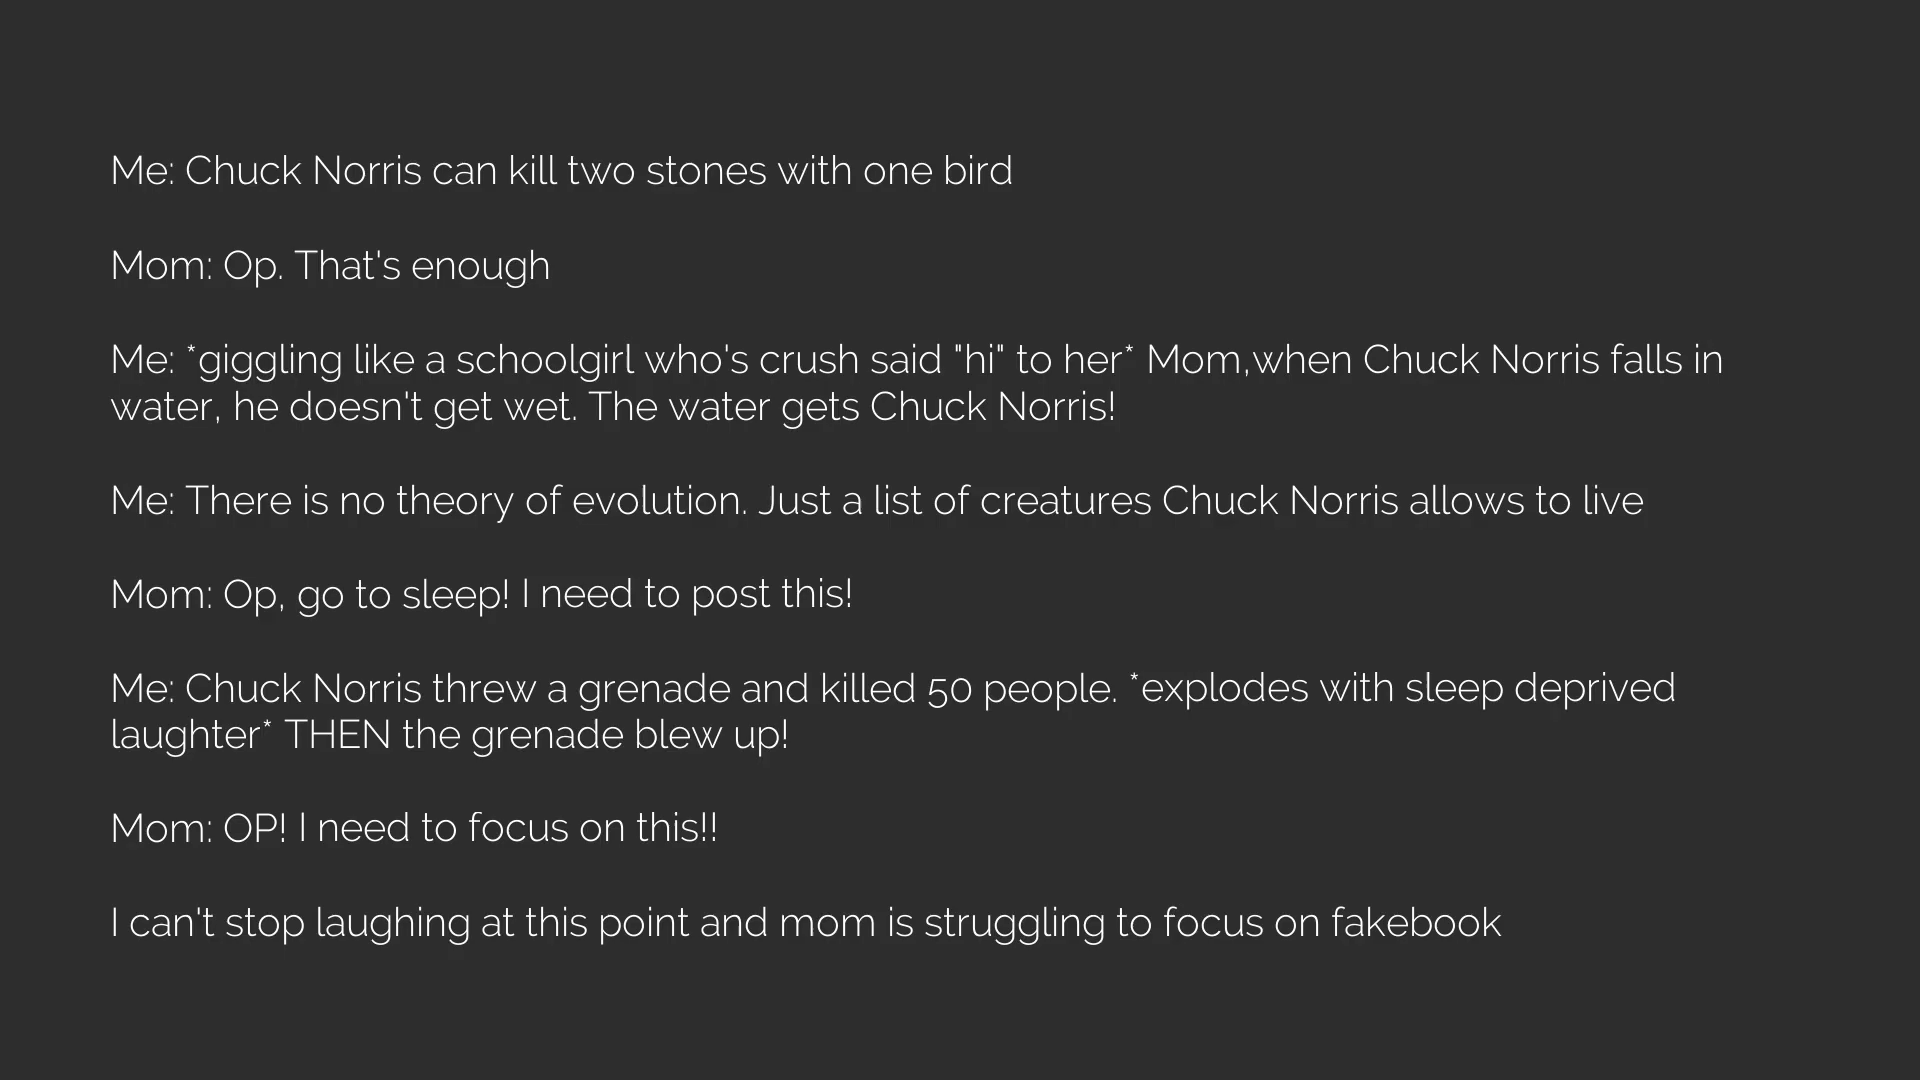 Me: Chuck Norris can kill two stones with one bird
Mom: Op. That's enough
Me: *giggling like a schoolgirl who's crush said "hi" to her* Mom,when Chuck Norris falls in
water, he doesn't get wet. The water gets Chuck Norris!
Me: There is no theory of evolution. Just a list of creatures Chuck Norris allows to live
Mom: Op, go to sleep! I need to post this!
Me: Chuck Norris threw a grenade and killed 50 people. *explodes with sleep deprived
laughter* THEN the grenade blew up!
Mom: OP! I need to focus on this!!
I can't stop laughing at this point and mom is struggling to focus on fakebook